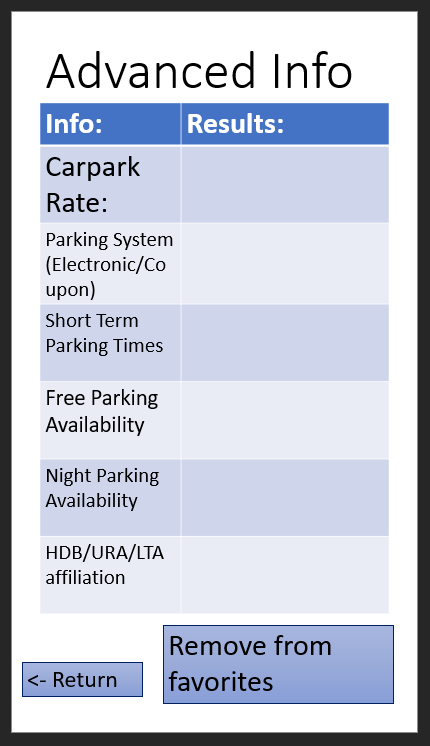 Advanced Info
Info: Results:
Carpark
Rate:
Parking System
(Electronic/Co
upon)
Short Term
Parking Times
Free Parking
Availability
Night Parking
Availability
HDB/URA/LTA
affiliation
Remove from
favorites
<- Return